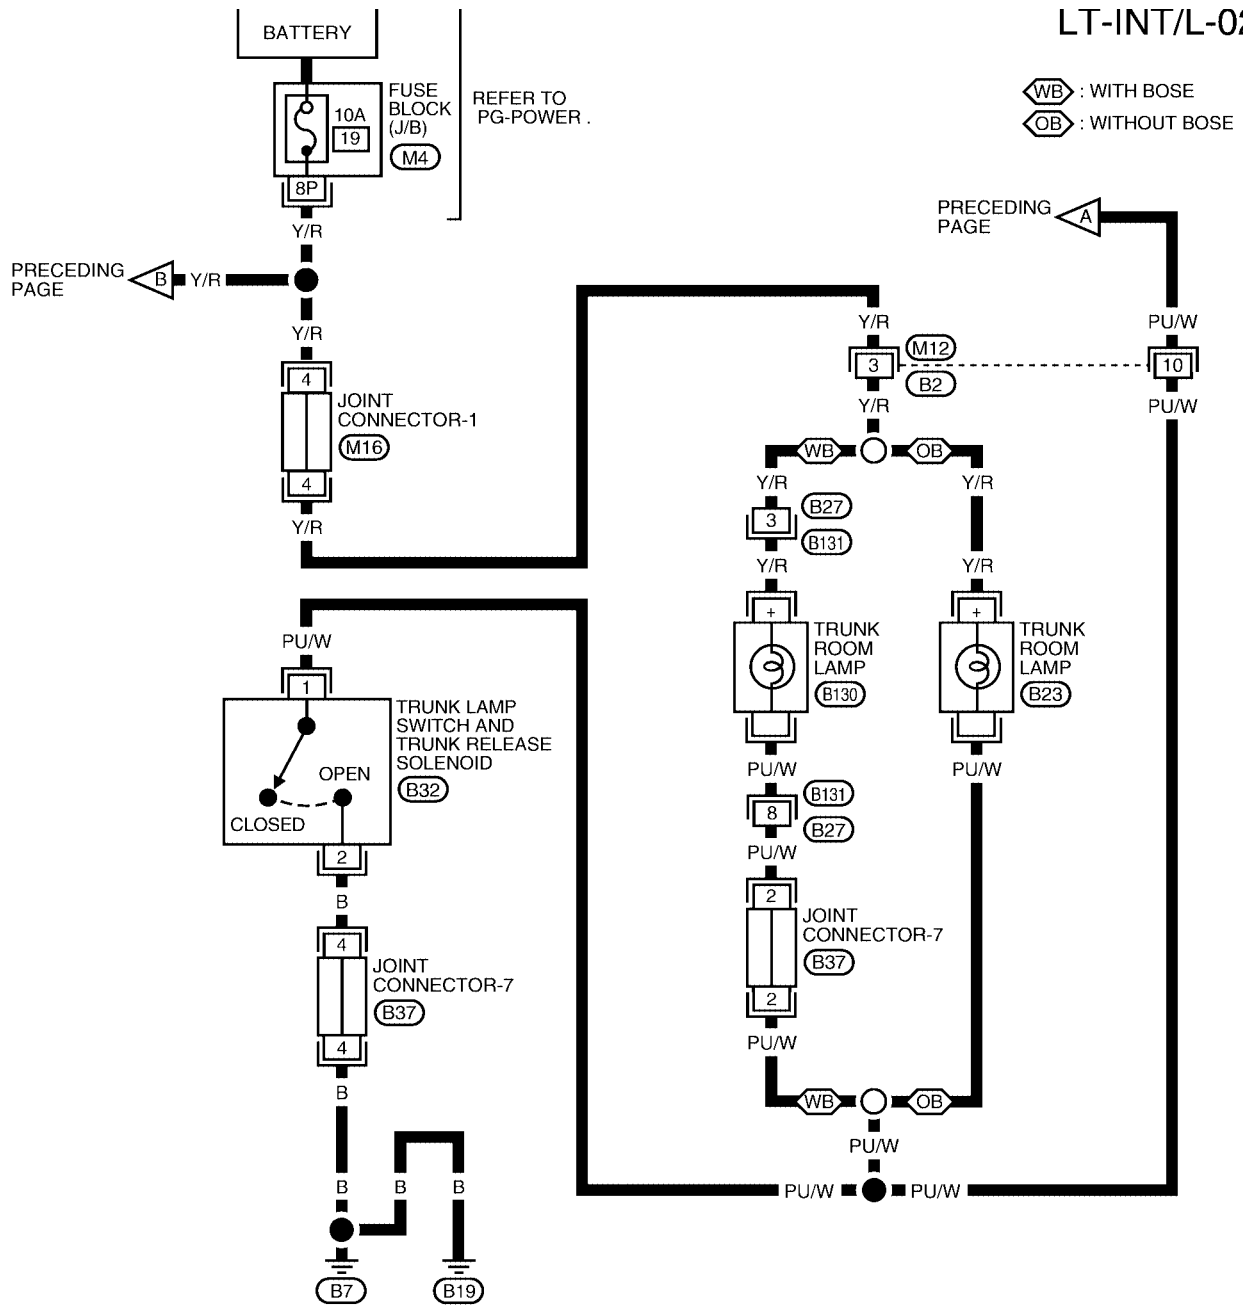 LT-INT/L-02
BATTERY
FUSE
BLOCK
(J/B)
M4
10A
19
8P
REFER TO
PG-POWER .
WB : WITH BOSE
OB : WITHOUT BOSE
Y/R
PRECEDING
PAGE
B
Y/R
PRECEDING
PAGE
A
Y/R
4
JOINT
CONNECTOR-1
M16
4
Y/R
Y/R
3
M12
B2
Y/R
PU/W
10
PU/W
WB
OB
Y/R
3
B27
B131
Y/R
+
TRUNK
ROOM
LAMP
B130
PU/W
8
B131
B27
PU/W
2
JOINT
CONNECTOR-7
B37
2
PU/W
Y/R
Y/R
+
TRUNK
ROOM
LAMP
B23
PU/W
WB
OB
PU/W
PU/W
PU/W
PU/W
1
TRUNK LAMP
SWITCH AND
TRUNK RELEASE
SOLENOID
B32
OPEN
CLOSED
2
B
4
JOINT
CONNECTOR-7
B37
4
B
B
B
B
B7
B19